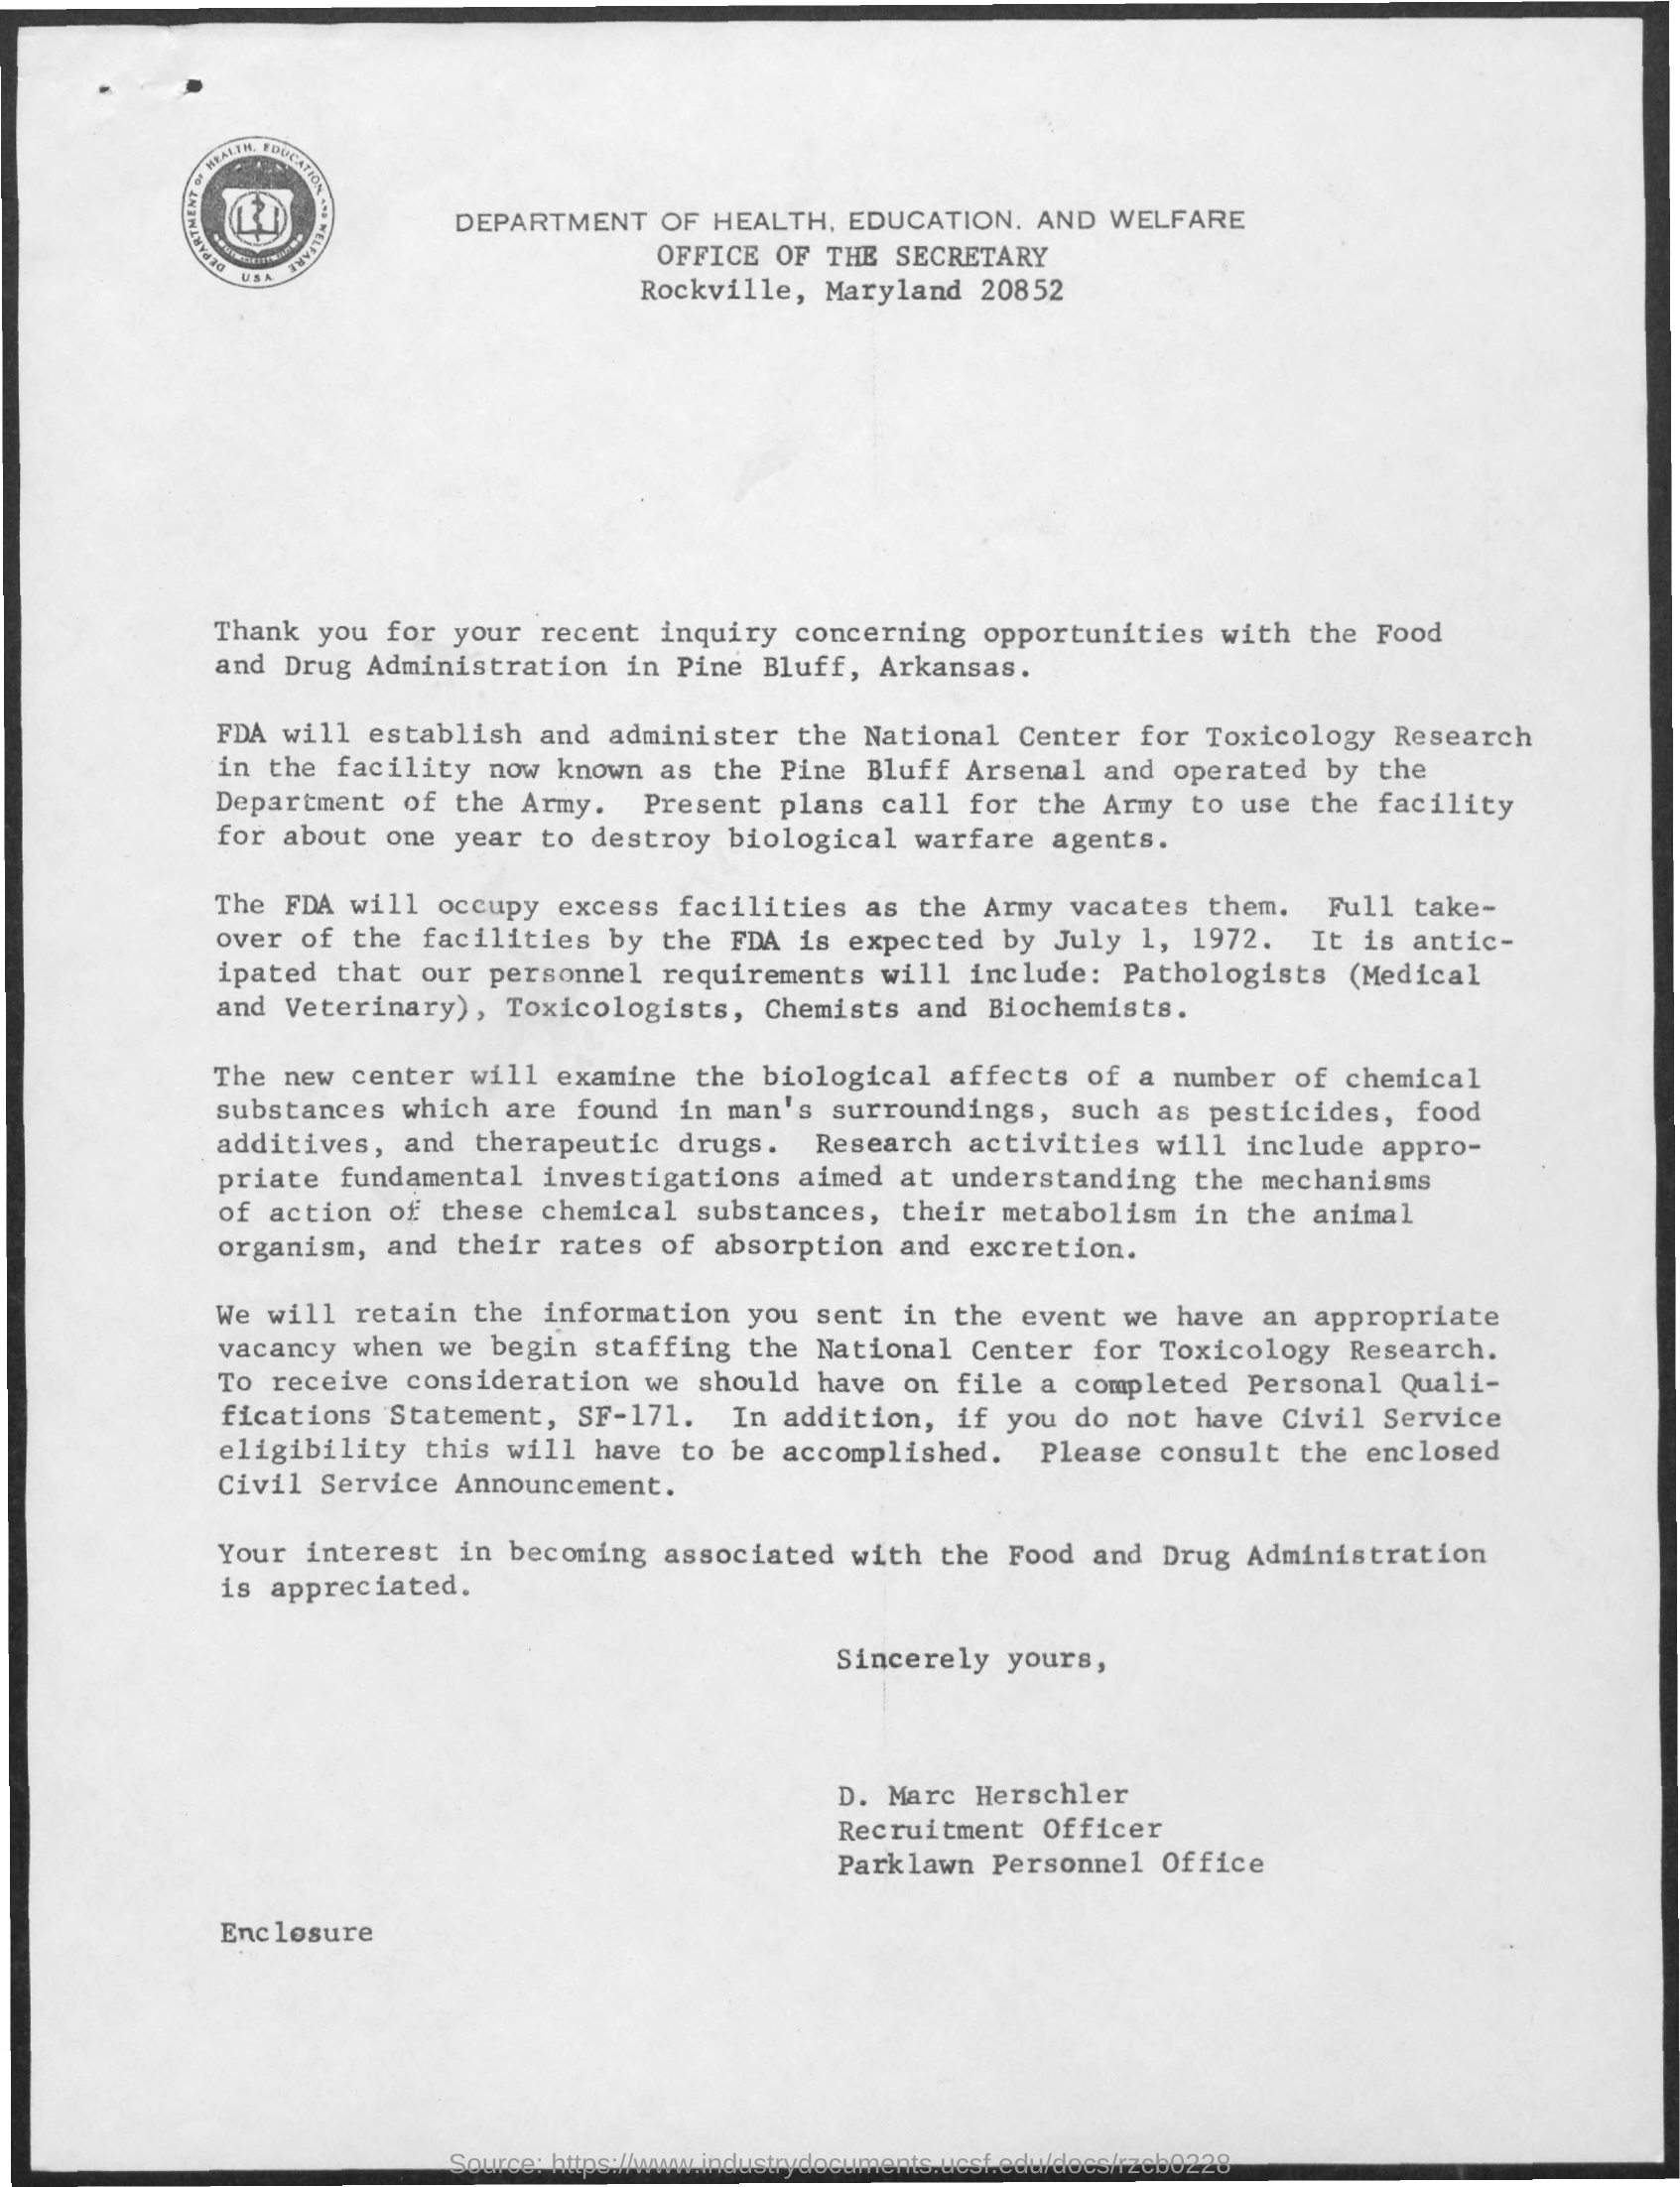 DEPARTMENT OF HEALTH, EDUCATION AND WELFARE
USA
DEPARTMENT OF HEALTH, EDUCATION. AND WELFARE
OFFICE OF THE SECRETARY
Rockville, Maryland 20852
Thank you for your recent inquiry concerning opportunities with the Food
and Drug Administration in Pine Bluff, Arkansas.
FDA will establish and administer the National Center for Toxicology Research
in the facility now known as the Pine Bluff Arsenal and operated by the
Department of the Army. Present plans call for the Army to use the facility
for about one year to destroy biological warfare agents.
The FDA will occupy excess facilities as the Army vacates them. Full take-
over of the facilities by the FDA is expected by July 1, 1972. It is antic-
ipated that our personnel requirements will include: Pathologists (Medical
and Veterinary), Toxicologists, Chemists and Biochemists.
The new center will examine the biological affects of a number of chemical
substances which are found in man's surroundings, such as pesticides, food
additives, and therapeutic drugs. Research activities will include appro-
priate fundamental investigations aimed at understanding the mechanisms
of action of these chemical substances, their metabolism in the animal
organism, and their rates of absorption and excretion.
We will retain the information you sent in the event we have an appropriate
vacancy when we begin staffing the National Center for Toxicology Research.
To receive consideration we should have on file a completed Personal Quali-
fications Statement, SF-171. In addition, if you do not have Civil Service
eligibility this will have to be accomplished. Please consult the enclosed
Civil Service Announcement.
Your interest in becoming associated with the Food and Drug Administration
is appreciated.
Sincerely yours,
D. Marc Herschler
Recruitment Officer
Parklawn Personnel Office
Enclosure
Source: https://www.industrydocuments.ucsf.edu/docs/rzcb0228